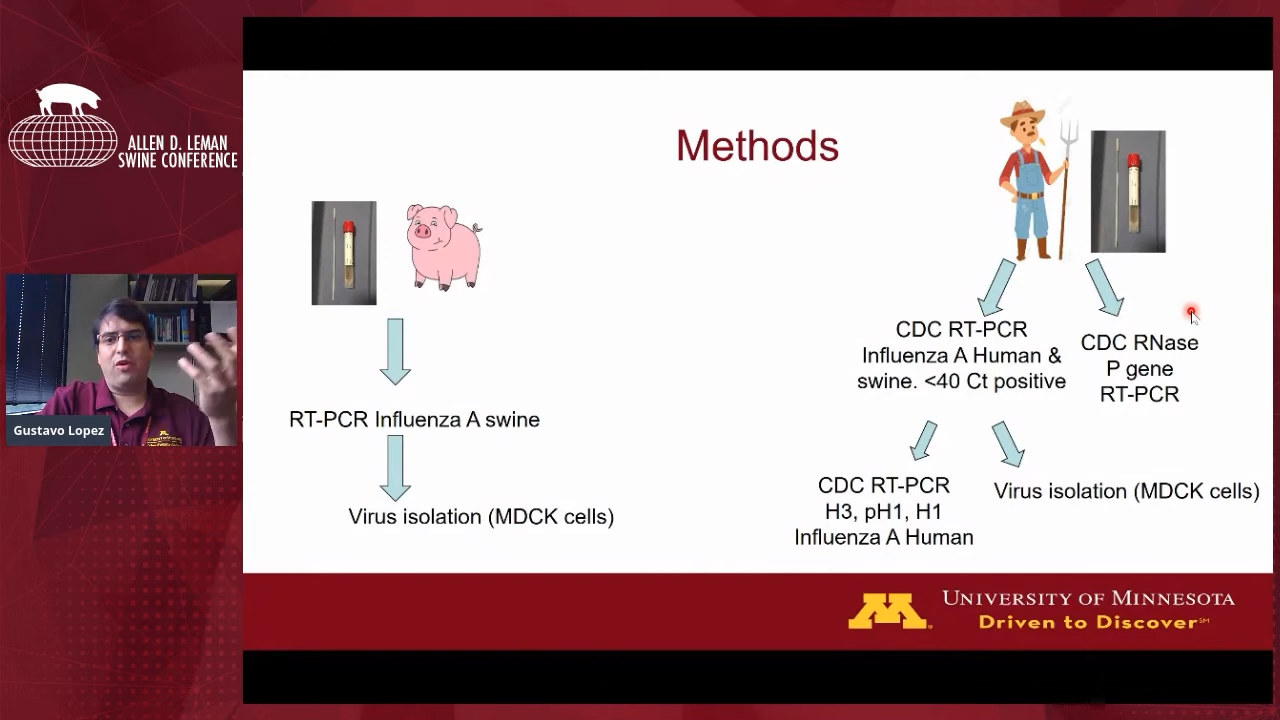 ALLEN D. LEMAN
SWINE CONFERENCE
Gustavo Lopez
Methods
RT-PCR Influenza A swine
Virus isolation (MDCK cells)
CDC RT-PCR
Influenza A Human &
swine. <40 Ct positive
CDC RNase
P gene
RT-PCR
CDC RT-PCR
H3, pH1, H1
Influenza A Human
Virus isolation (MDCK cells)
UNIVERSITY OF MINNESOTA
Driven to Discover℠